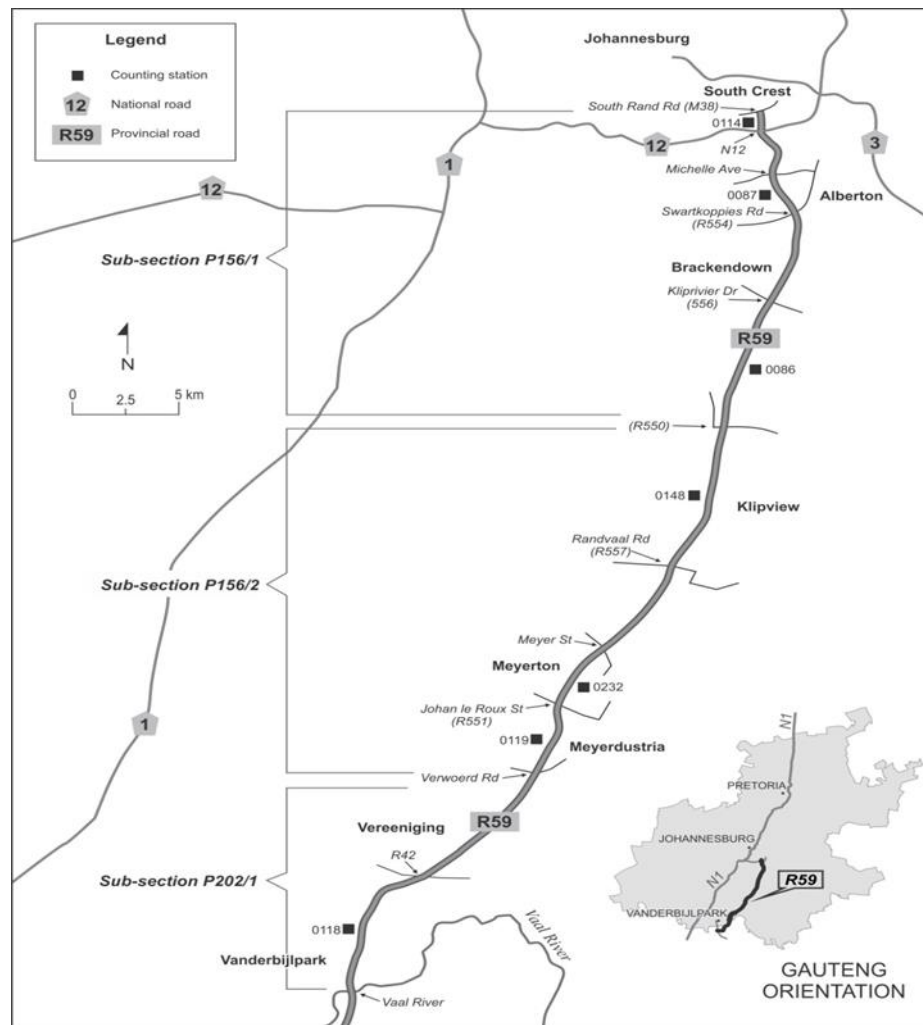 Legend
Counting station
12
National road
R59
Provincial road
Johannesburg
South Crest
South Rand Rd (M38)
0114
N12
12
3
1
12
Michelle Ave
0087
Alberton
Swartkoppies Rd
(R554)
Sub-section P156/1
Brackendown
Kliprivier Dr
(556)
R59
N
0086
0 2.5 5 km
(R550)
0148
Klipview
Randvaal Rd
(R557)
Sub-section P156/2
Meyer St
Meyerton
0232
Johan le Roux St
(R551)
1
0119
Meyerdustria
Verwoerd Rd
R59
Vereeniging
R42
Sub-section P202/1
0118
Vaal River
Vanderbijlpark
Vaal River
N1
PRETORIA
JOHANNESBURG
R59
N1
VANDERBIJLPARK
GAUTENG
ORIENTATION